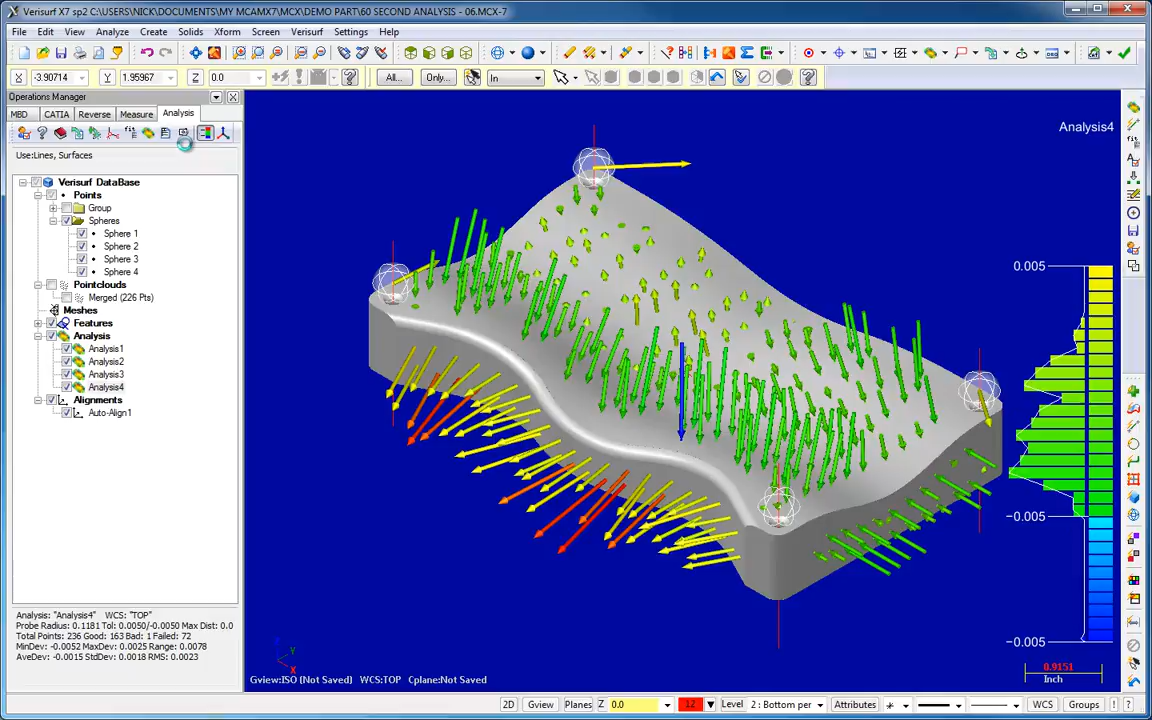 Verisurf X7 sp2 C:\USERS\NICK\DOCUMENTS\MY MCAMX7\MCX\DEMO PART\60 SECOND ANALYSIS - 06.MCX-7
File Edit View Analyze Create Solids Xform Screen Verisurf Settings Help
X -3.90714 Y 1.95967 Z 0.0 All... Only... In
Operations Manager
MBD CATIA Reverse Measure Analysis
Use:Lines, Surfaces
Verisurf DataBase
Points
Group
Spheres
Sphere 1
Sphere 2
Sphere 3
Sphere 4
Pointclouds
Merged (226 Pts)
Meshes
Features
Analysis
Analysis1
Analysis2
Analysis3
Analysis4
Alignments
Auto-Align1
Analysis: "Analysis4" WCS: "TOP"
Probe Radius: 0.1181 Tol: 0.0050/-0.0050 Max Dist: 0.0
Total Points: 236 Good: 163 Bad: 1 Failed: 72
MinDev: -0.0052 MaxDev: 0.0025 Range: 0.0078
AveDev: -0.0015 StdDev: 0.0018 RMS: 0.0023
Analysis4
0.005
-0.005
-0.005
Z
Y
X
0.9151
Inch
Gview:ISO (Not Saved) WCS:TOP Cplane:Not Saved
2D Gview Planes Z 0.0 12 Level 2 : Bottom per Attributes WCS Groups ! ?